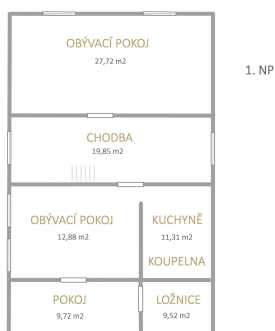 OBÝVACÍ POKOJ
27,72 m2
1. NP
CHODBA
19,85 m2
OBÝVACÍ POKOJ
12,88 m2
KUCHYNĚ
11,31 m2
KOUPELNA
POKOJ
9,72 m2
LOŽNICE
9,52 m2